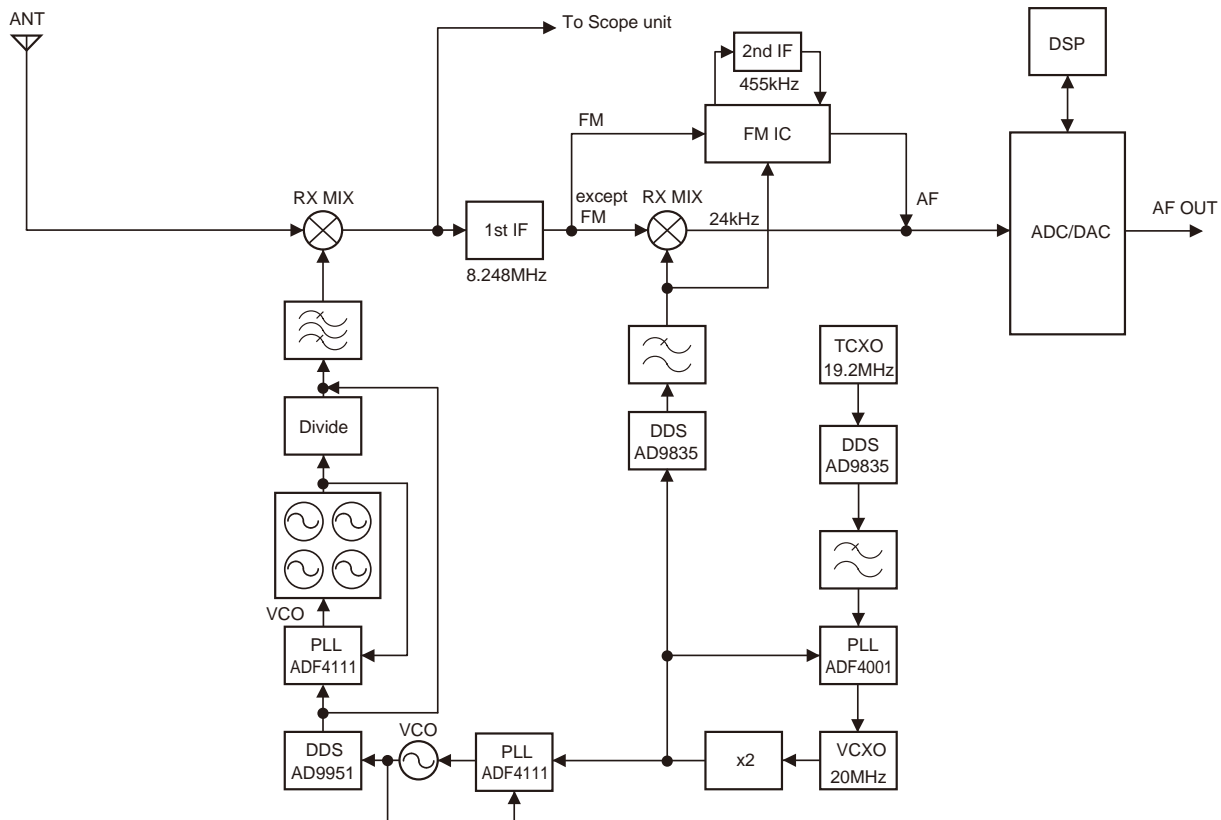 ANT
To Scope unit
2nd IF
455kHz
DSP
FM
FM IC
RX MIX
1st IF
8.248MHz
except
FM
RX MIX
24kHz
AF
ADC/DAC
AF OUT
TCXO
19.2MHz
Divide
DDS
AD9835
DDS
AD9835
VCO
PLL
ADF4111
PLL
ADF4001
DDS
AD9951
VCO
PLL
ADF4111
x2
VCXO
20MHz